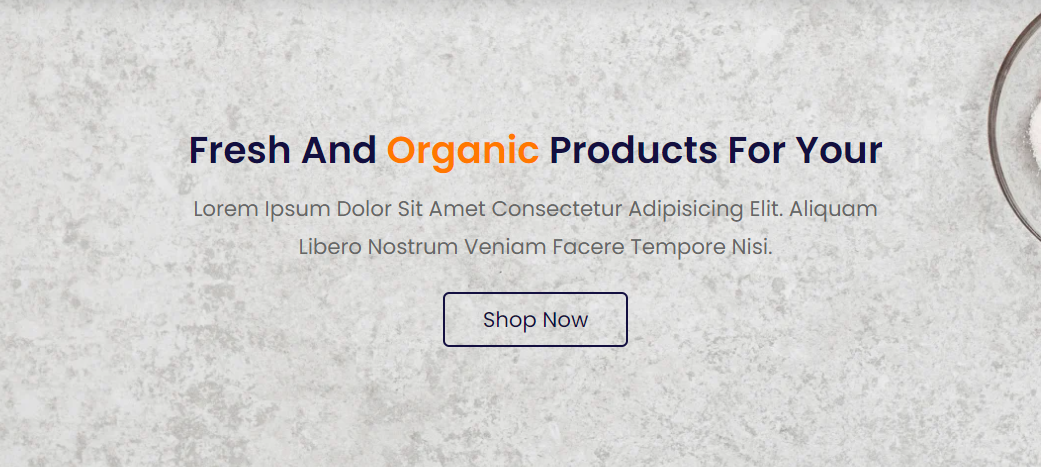 Fresh And Organic Products For Your
Lorem Ipsum Dolor Sit Amet Consectetur Adipisicing Elit. Aliquam
Libero Nostrum Veniam Facere Tempore Nisi.
Shop Now